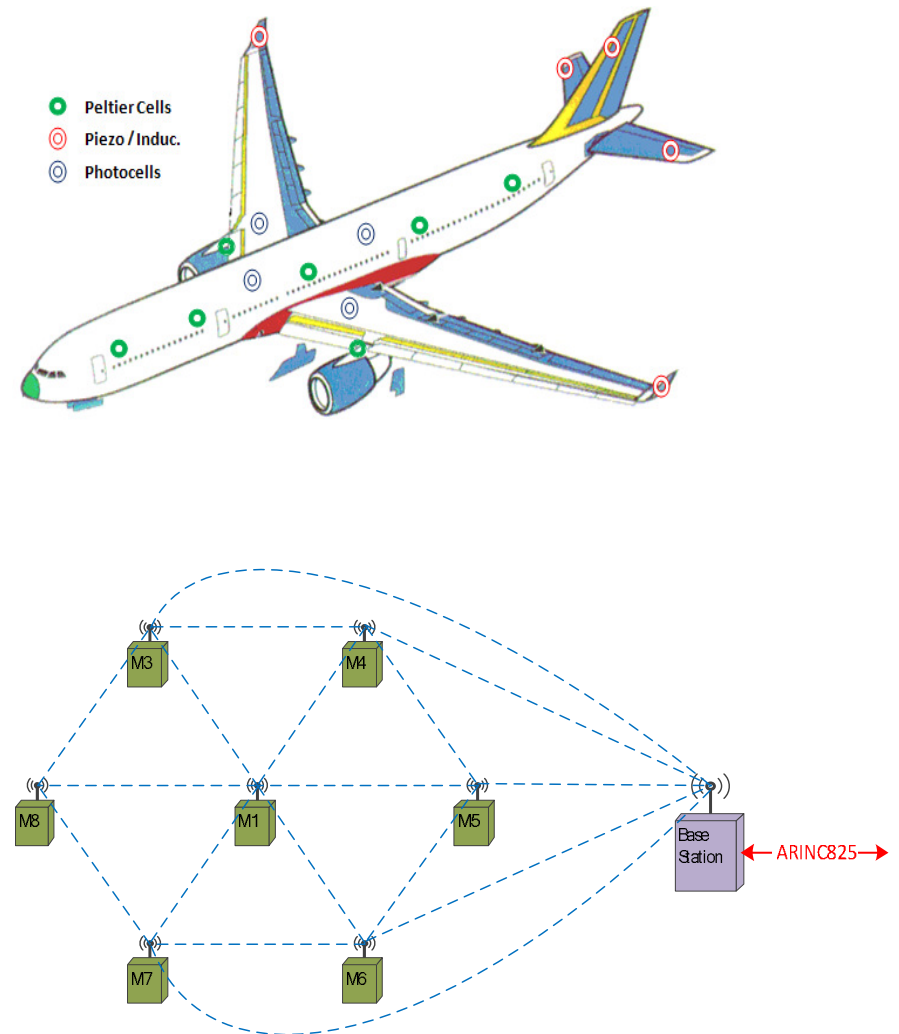 Peltier Cells
Piezo / Induc.
Photocells
M3
M4
M8
M1
M5
Base
Station
ARINC825
M7
M6